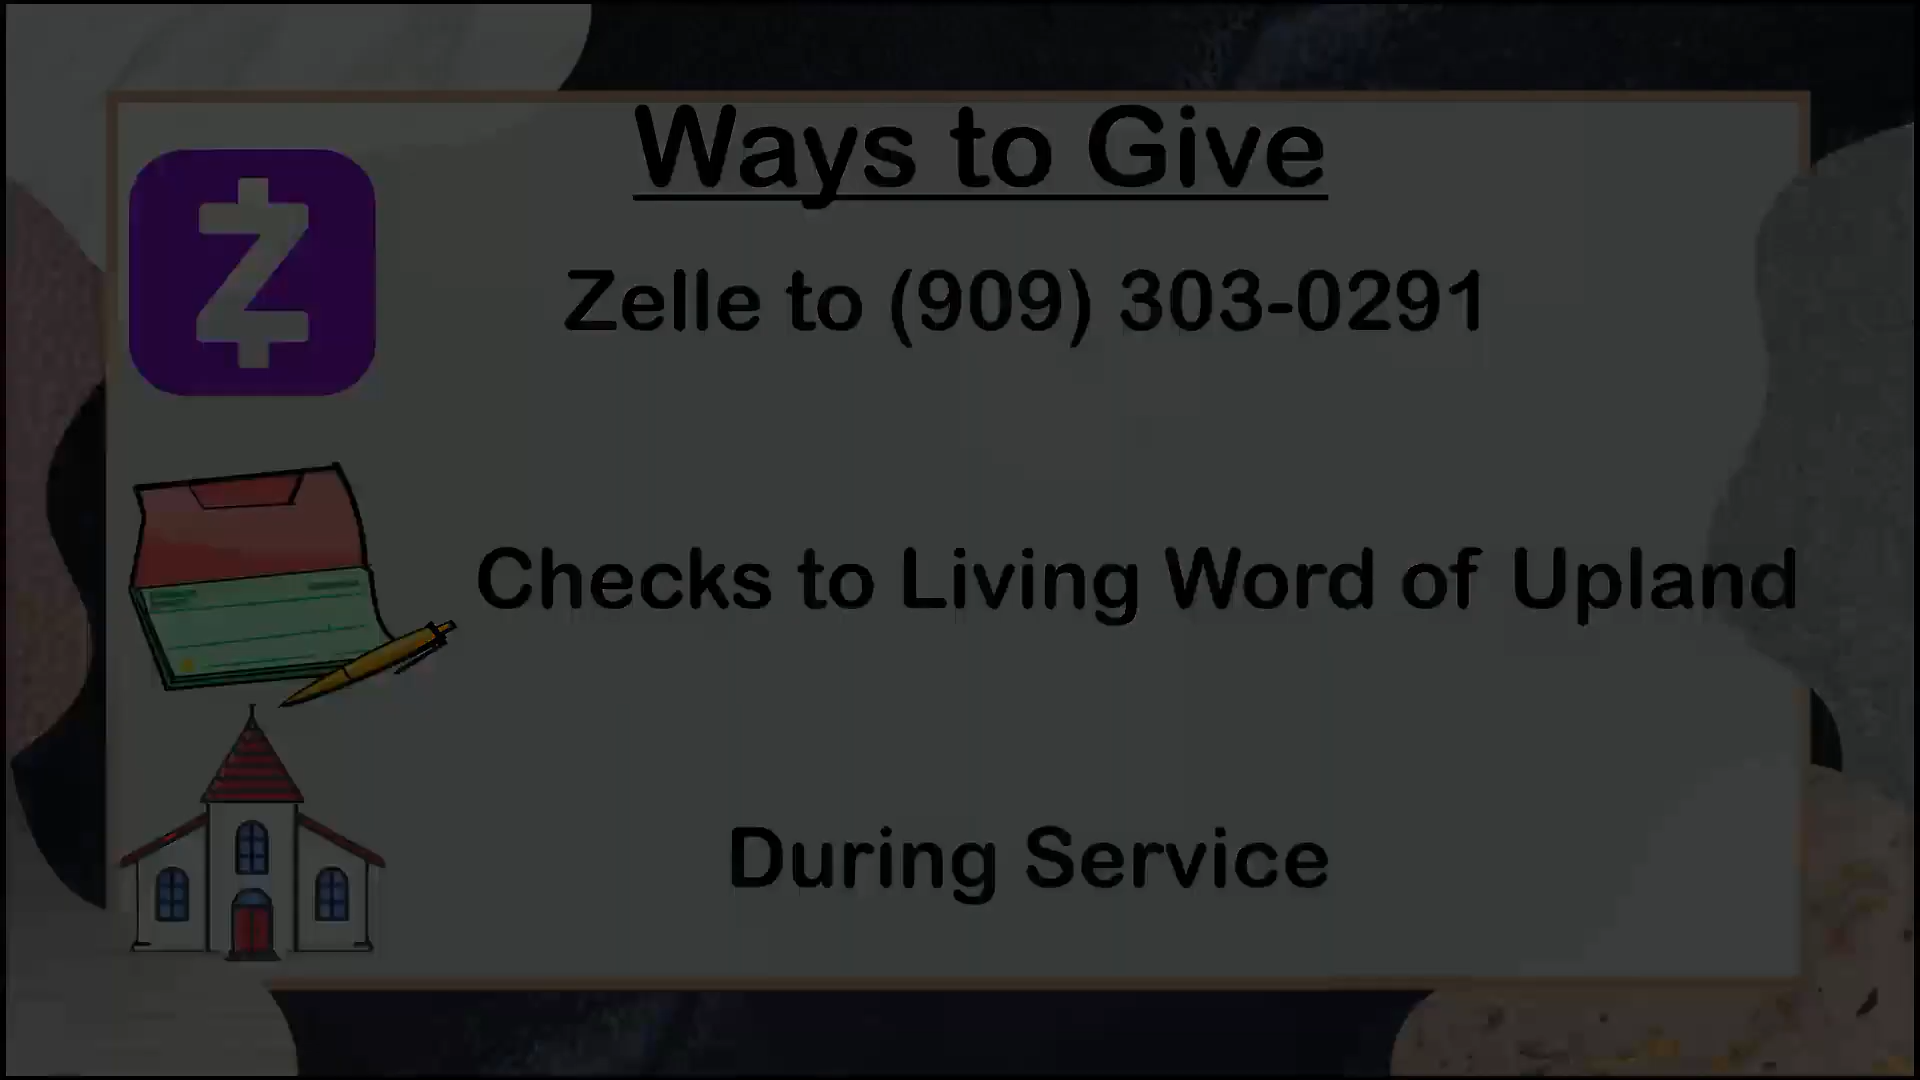 Ways to Give
Zelle to (909) 303-0291
Checks to Living Word of Upland
During Service